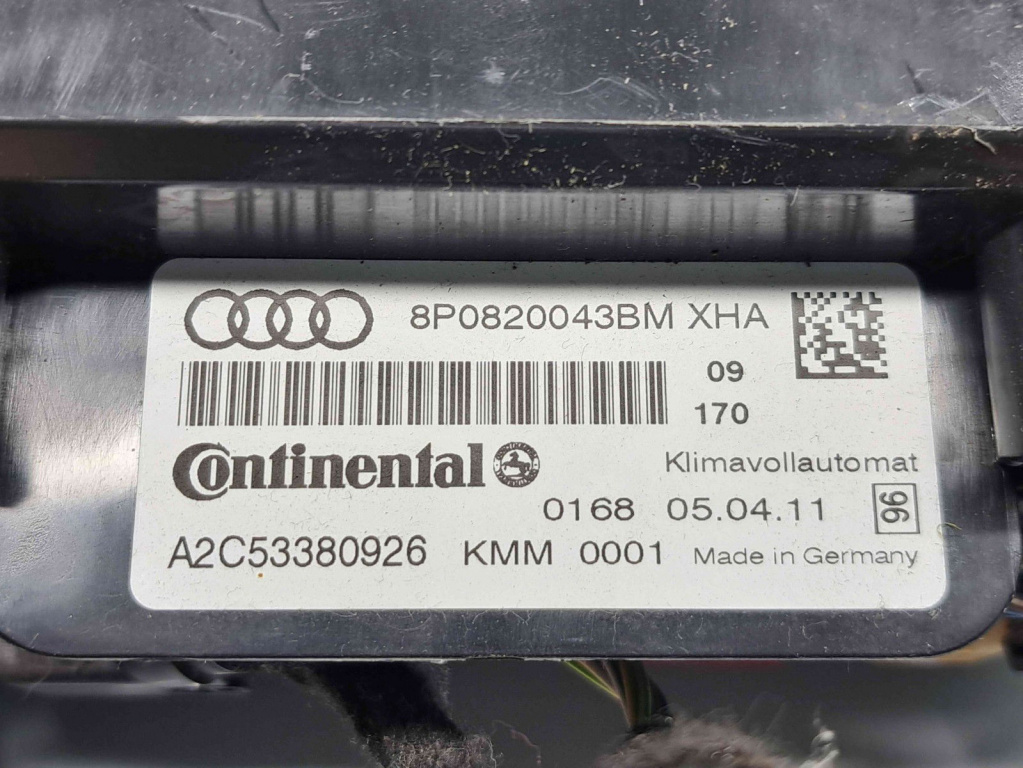 8P0820043BM XHA
09
170
Continental
Klimavollautomat
0168 05.04.11
96
A2C53380926 KMM 0001 Made in Germany